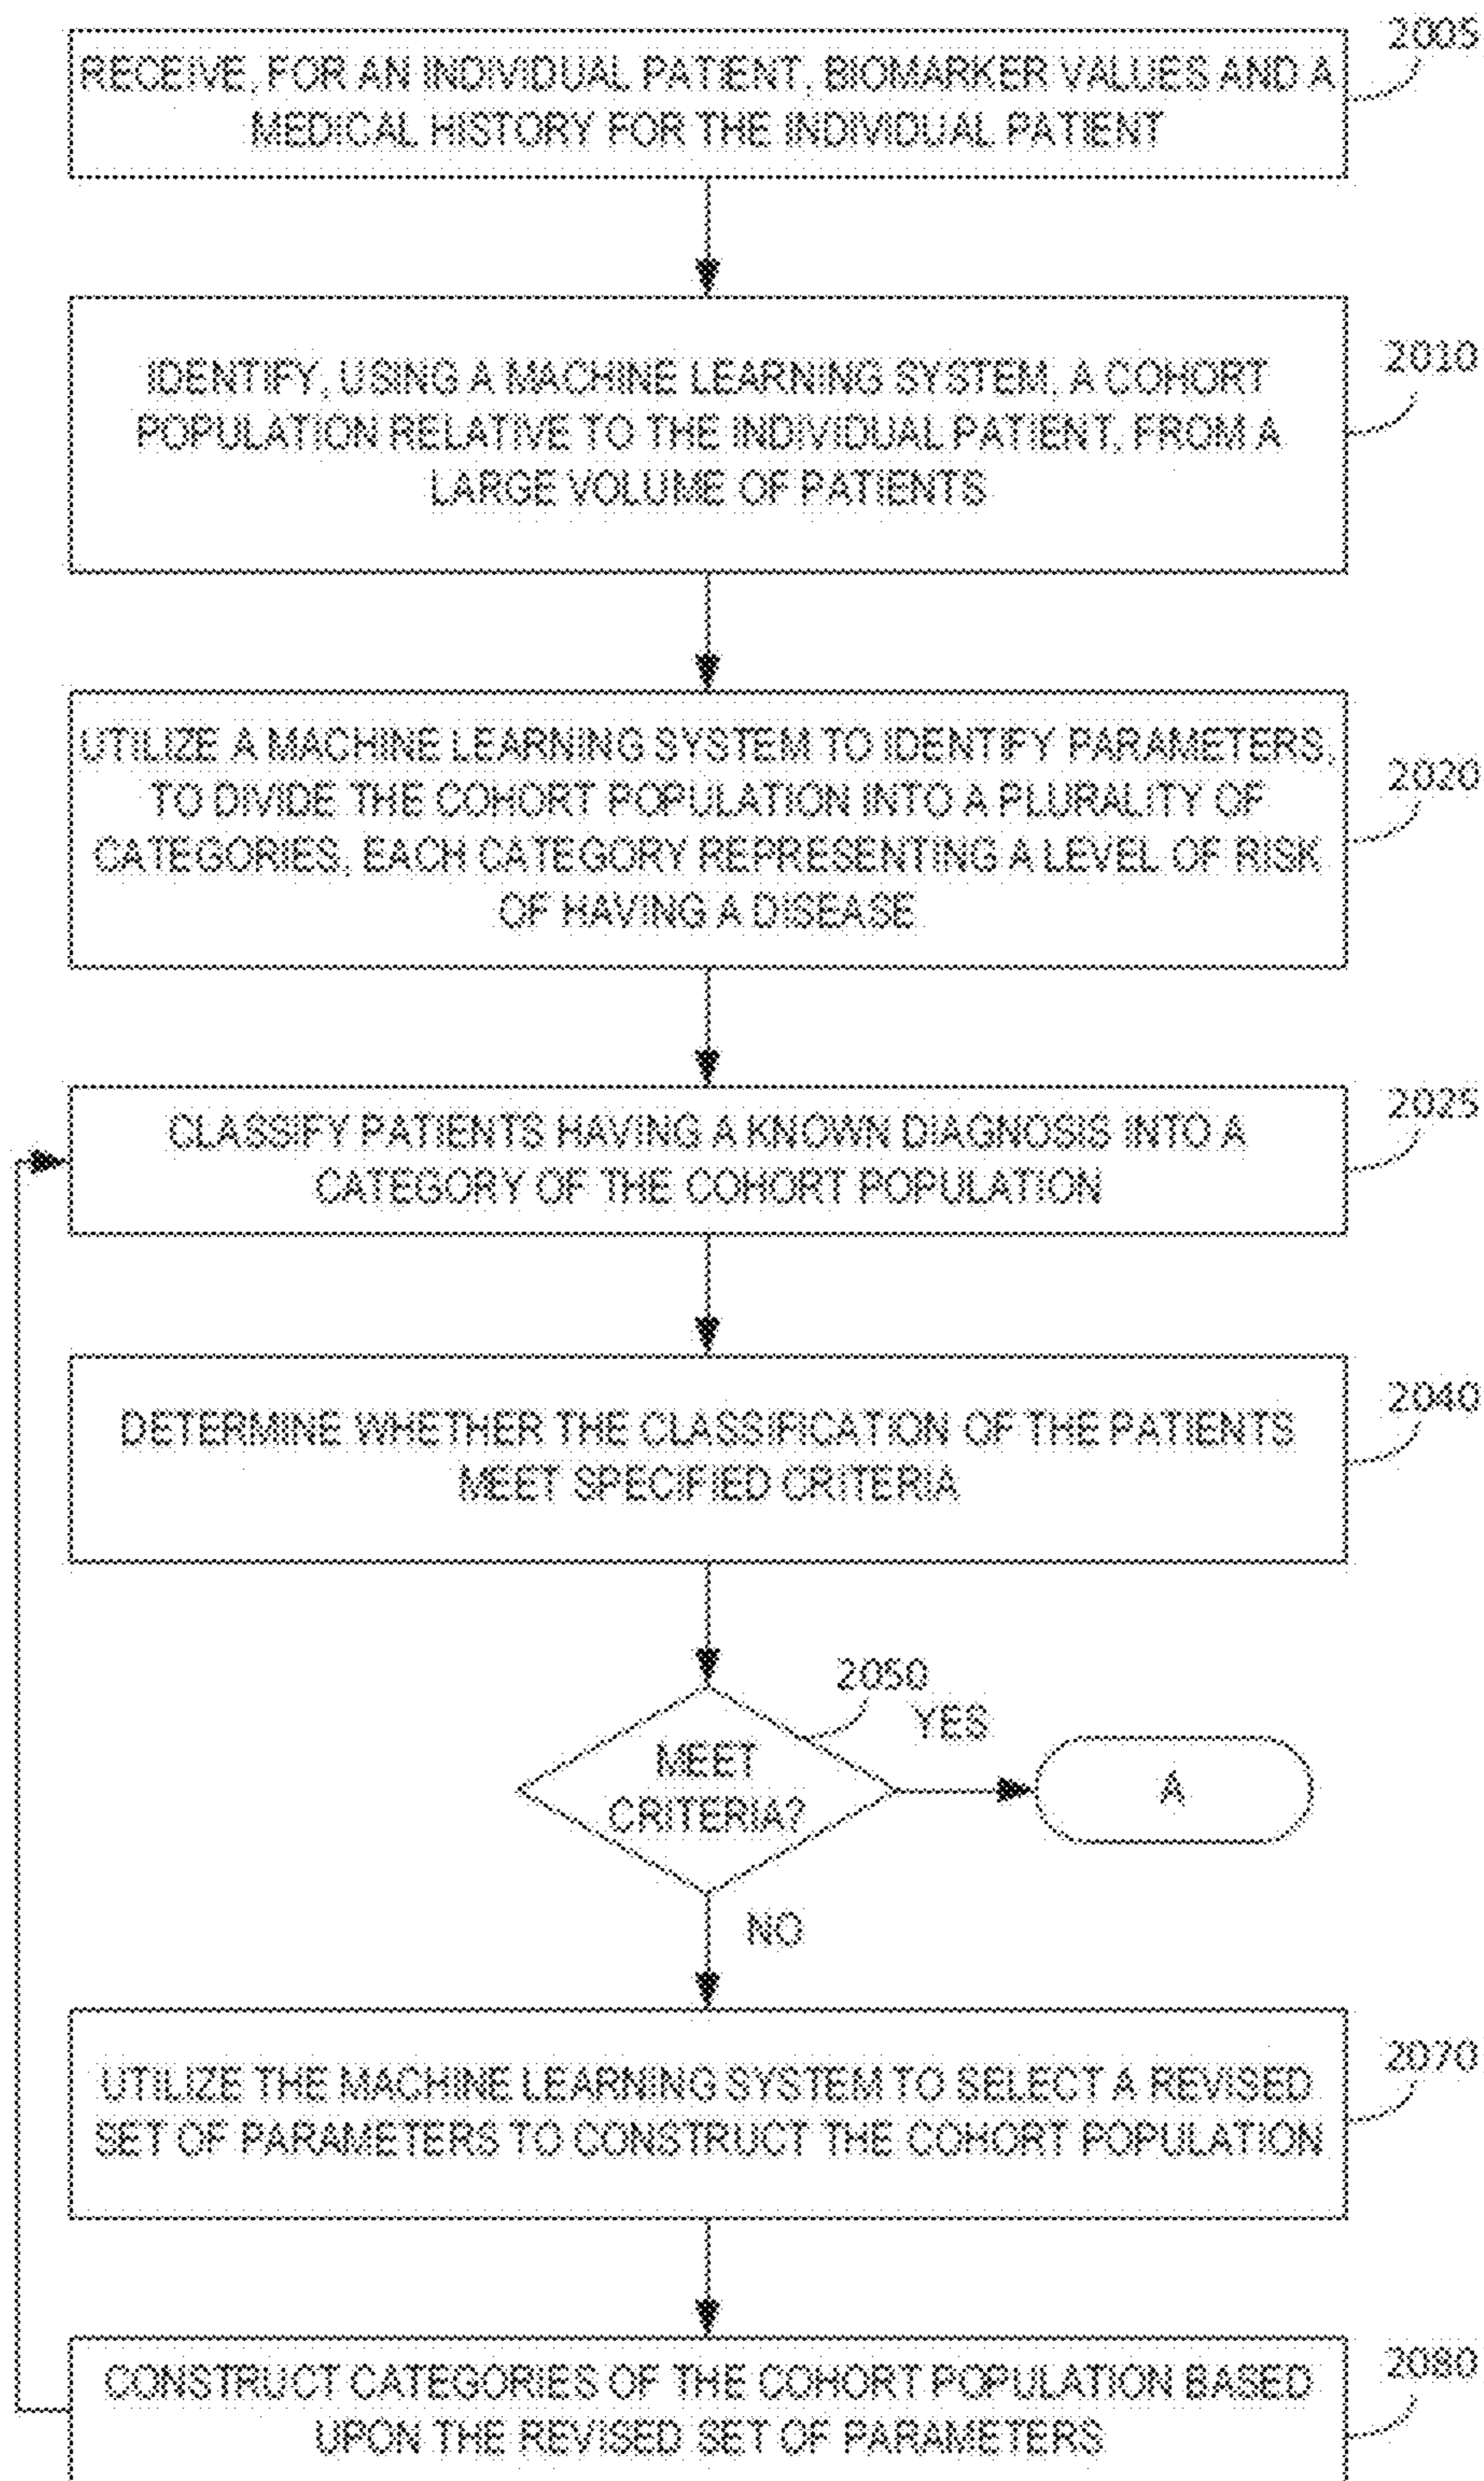 2005
RECEIVE, FOR AN INDIVIDUAL PATIENT, BIOMARKER VALUES AND A
MEDICAL HISTORY FOR THE INDIVIDUAL PATIENT
2010
IDENTIFY, USING A MACHINE LEARNING SYSTEM, A COHORT
POPULATION RELATIVE TO THE INDIVIDUAL PATIENT, FROM A
LARGE VOLUME OF PATIENTS
2020
UTILIZE A MACHINE LEARNING SYSTEM TO IDENTIFY PARAMETERS,
TO DIVIDE THE COHORT POPULATION INTO A PLURALITY OF
CATEGORIES, EACH CATEGORY REPRESENTING A LEVEL OF RISK
OF HAVING A DISEASE
2025
CLASSIFY PATIENTS HAVING A KNOWN DIAGNOSIS INTO A
CATEGORY OF THE COHORT POPULATION
2040
DETERMINE WHETHER THE CLASSIFICATION OF THE PATIENTS
MEET SPECIFIED CRITERIA
2050
YES
MEET
CRITERIA?
A
NO
2070
UTILIZE THE MACHINE LEARNING SYSTEM TO SELECT A REVISED
SET OF PARAMETERS TO CONSTRUCT THE COHORT POPULATION
2080
CONSTRUCT CATEGORIES OF THE COHORT POPULATION BASED
UPON THE REVISED SET OF PARAMETERS